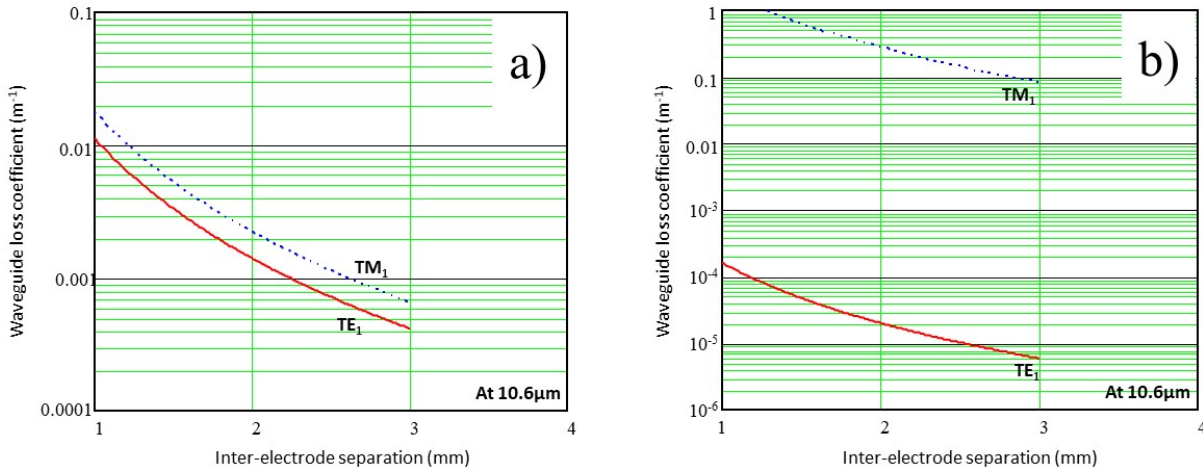 a)
Waveguide loss coefficient (m⁻¹)
0.1
0.01
0.001
0.0001
TM₁
TE₁
At 10.6μm
1 2 3 4
Inter-electrode separation (mm)
b)
Waveguide loss coefficient (m⁻¹)
1
0.1
0.01
10⁻³
10⁻⁴
10⁻⁵
10⁻⁶
TM₁
TE₁
At 10.6μm
1 2 3 4
Inter-electrode separation (mm)